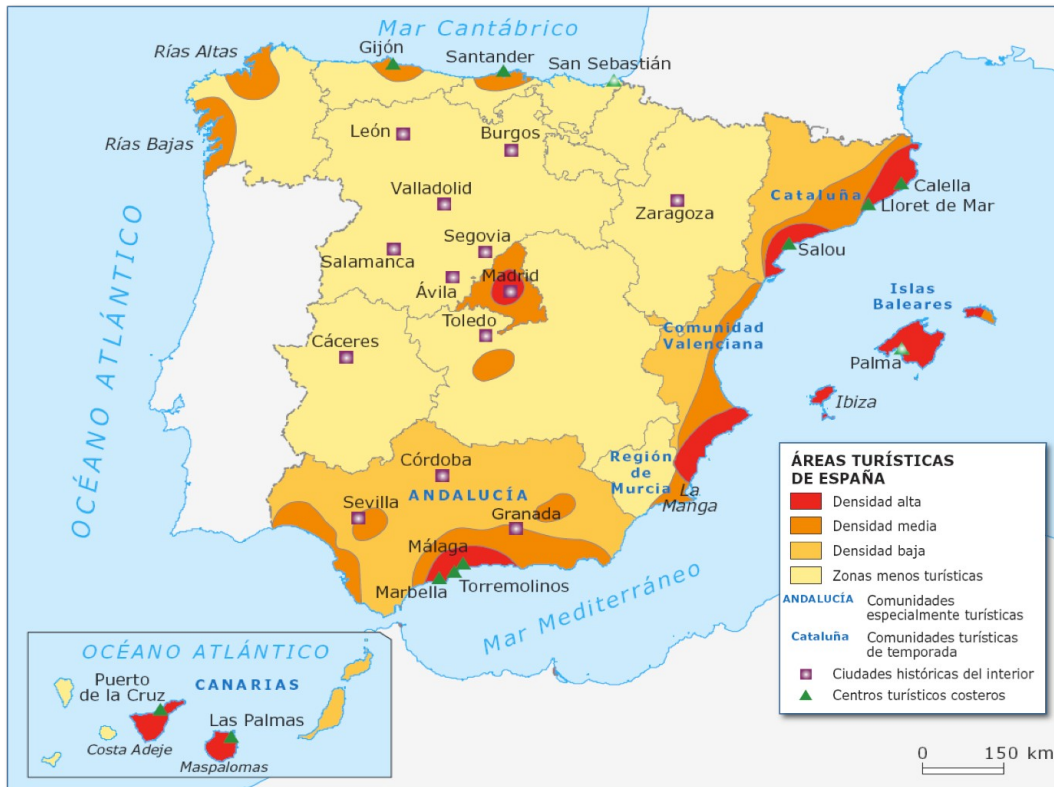 Mar Cantábrico
Rías Altas
Gijón
Santander
San Sebastián
Rías Bajas
León
Burgos
Valladolid
Zaragoza
Cataluña
Calella
Lloret de Mar
Salou
Segovia
Salamanca
Ávila
Madrid
Toledo
Cáceres
OCÉANO ATLÁNTICO
Islas
Baleares
Comunidad
Valenciana
Palma
Ibiza
Córdoba
Sevilla
ANDALUCÍA
Granada
Región
de
Murcia
La
Manga
Málaga
Marbella
Torremolinos
Mar Mediterráneo
ÁREAS TURÍSTICAS
DE ESPAÑA
Densidad alta
Densidad media
Densidad baja
Zonas menos turísticas
ANDALUCÍA Comunidades
especialmente turísticas
Cataluña Comunidades turísticas
de temporada
Ciudades históricas del interior
Centros turísticos costeros
0 150 km
OCÉANO ATLÁNTICO
Puerto
de la Cruz
CANARIAS
Las Palmas
Costa Adeje
Maspalomas